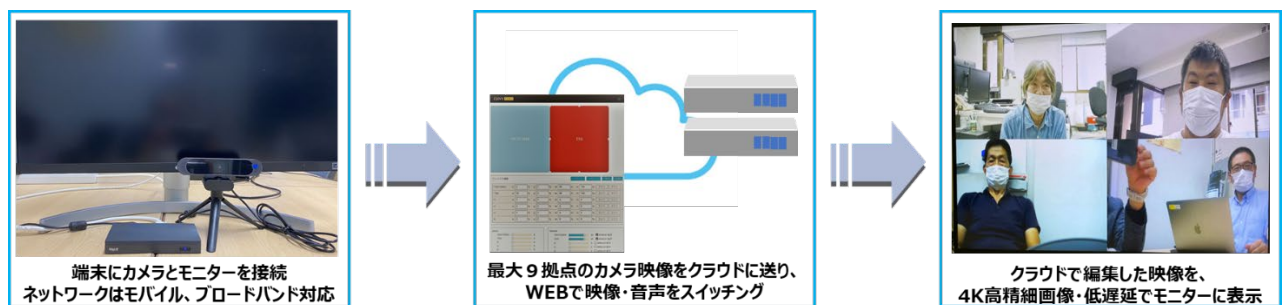 端末にカメラとモニターを接続
ネットワークはモバイル、ブロードバンド対応
最大９拠点のカメラ映像をクラウドに送り、
WEBで映像・音声をスイッチング
クラウドで編集した映像を、
4K高精細画像・低遅延でモニターに表示